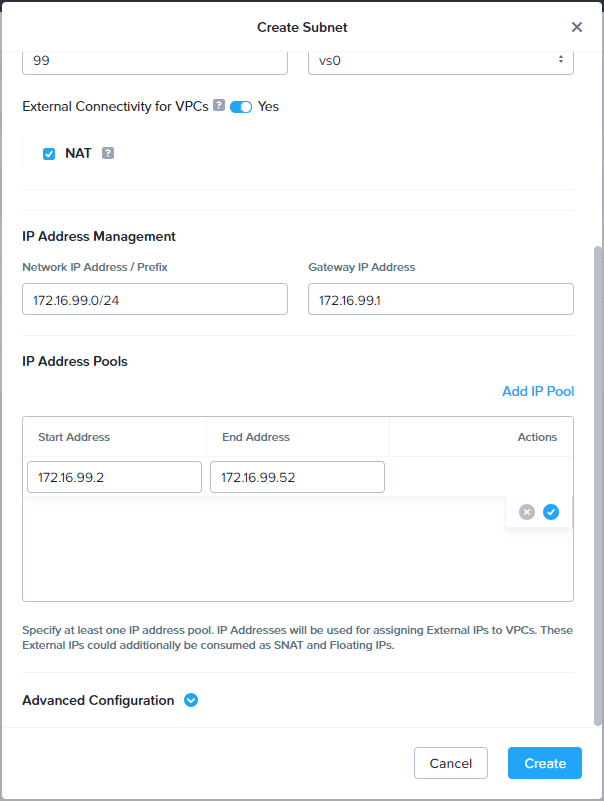 Create Subnet
99
vs0
External Connectivity for VPCs ? Yes
NAT ?
IP Address Management
Network IP Address / Prefix
Gateway IP Address
172.16.99.0/24
172.16.99.1
IP Address Pools
Add IP Pool
Start Address
End Address
Actions
172.16.99.2
172.16.99.52
Specify at least one IP address pool. IP Addresses will be used for assigning External IPs to VPCs. These
External IPs could additionally be consumed as SNAT and Floating IPs.
Advanced Configuration
Cancel
Create